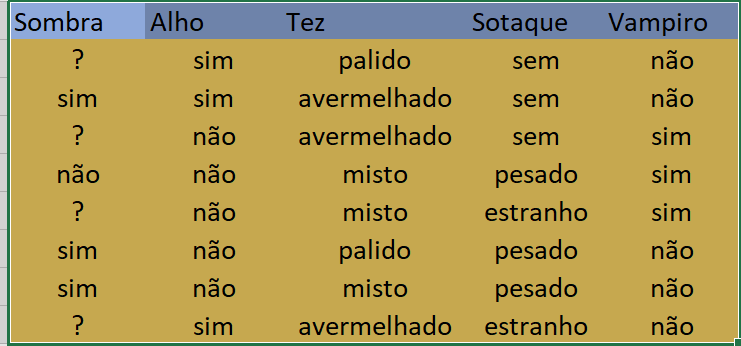 Sombra Alho Tez Sotaque Vampiro
? sim palido sem não
sim sim avermelhado sem não
? não avermelhado sem sim
não não misto pesado sim
? não misto estranho sim
sim não palido pesado não
sim não misto pesado não
? sim avermelhado estranho não